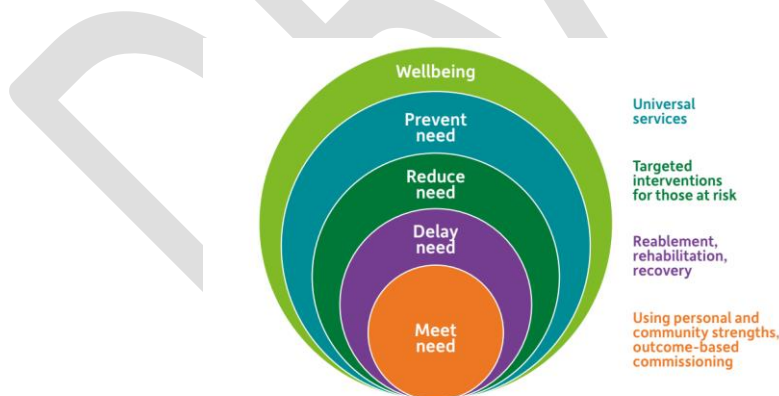 Wellbeing
Prevent
need
Universal
services
Reduce
need
Targeted
interventions
for those at risk
Delay
need
Reablement,
rehabilitation,
recovery
Meet
need
Using personal and
community strengths,
outcome-based
commissioning